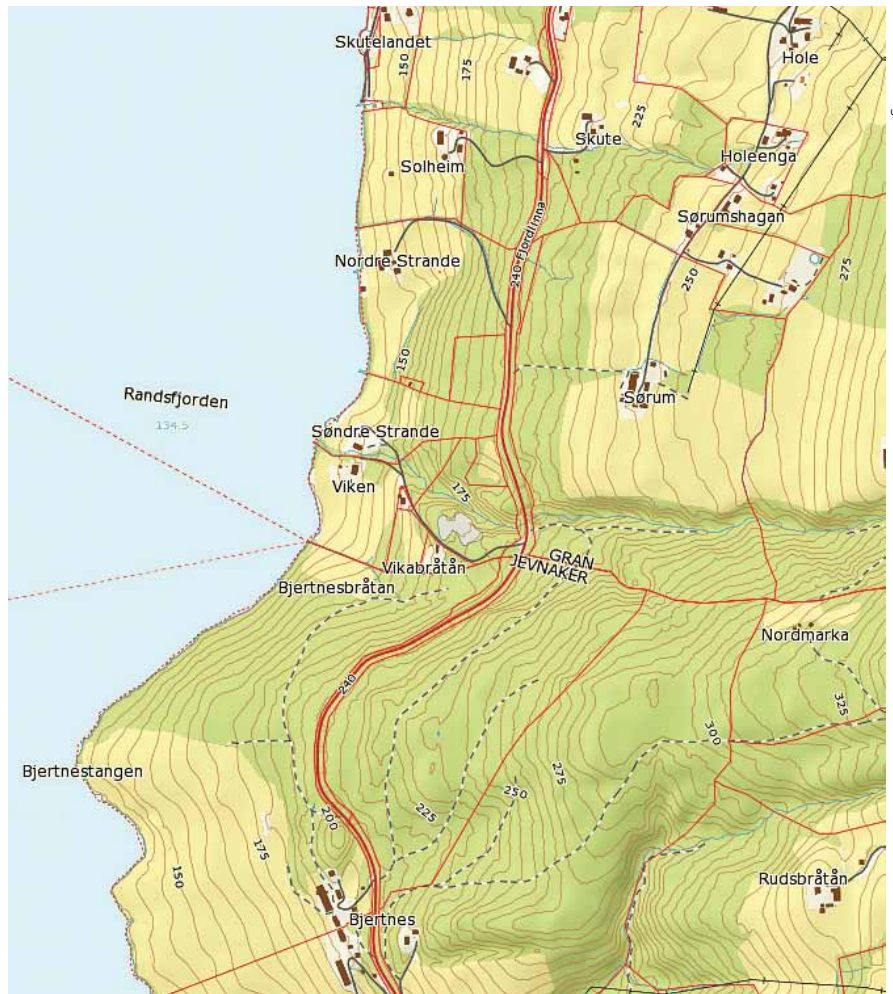 Skutelandet
Hole
150
175
225
Skute
Solheim
Holeenga
Sørumshagan
Nordre Strande
240 Fjordlinna
250
275
150
Randsfjorden
134.5
Sørum
Søndre Strande
Viken
175
GRAN
JEVNAKER
Vikabråtån
Bjertnesbråtan
Nordmarka
240
325
300
Bjertnestangen
275
250
225
200
175
150
Rudsbråtån
Bjertnes